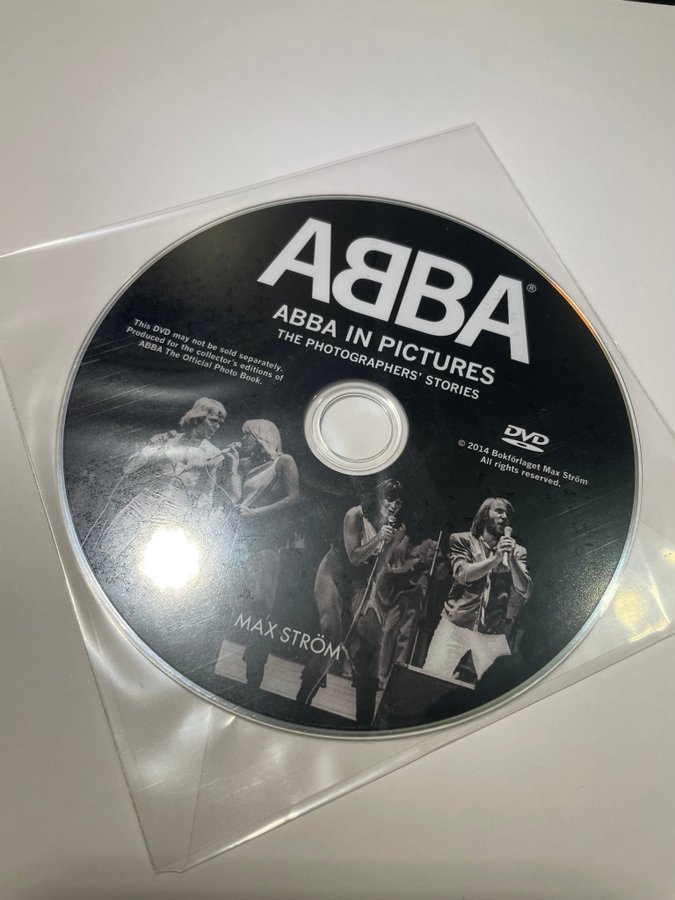 AᗺBA®
ABBA IN PICTURES
THE PHOTOGRAPHERS' STORIES
This DVD may not be sold separately.
Produced for the collector's editions of
ABBA The Official Photo Book.
DVD
© 2014 Bokförlaget Max Ström
All rights reserved.
MAX STRÖM